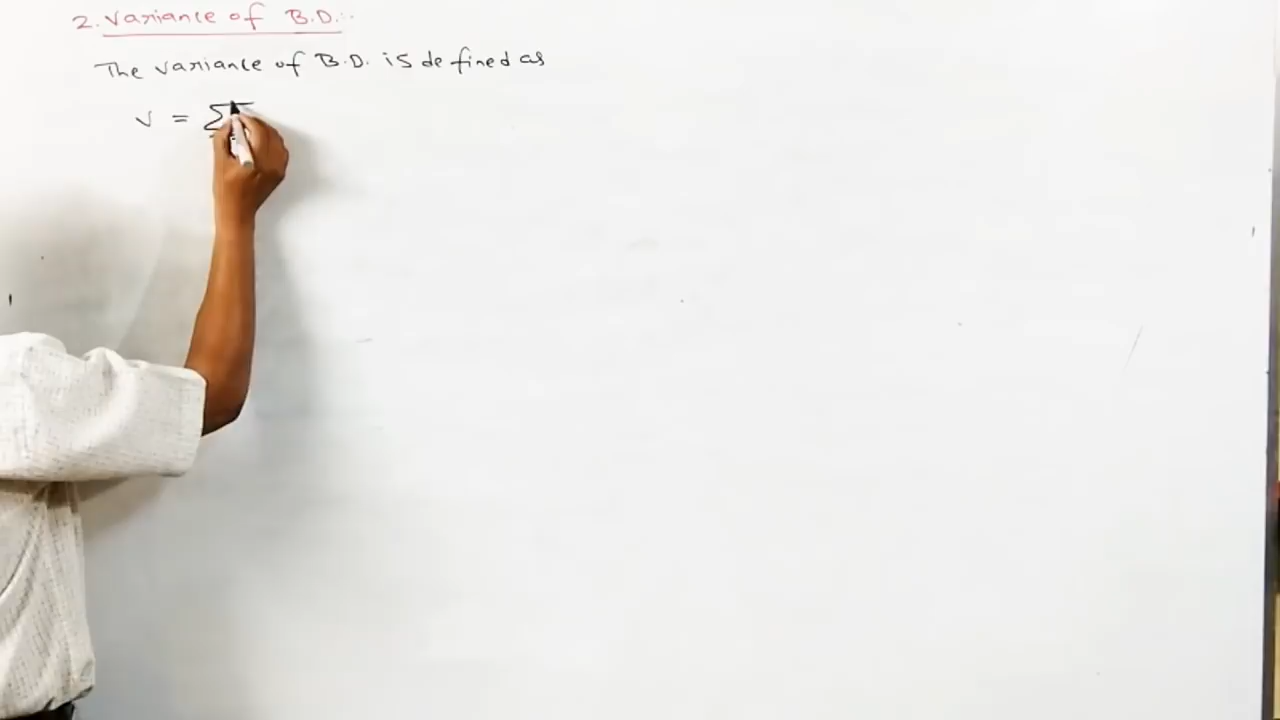 2. Variance of B.D.:-
The variance of B.D. is defined as
V = Σ